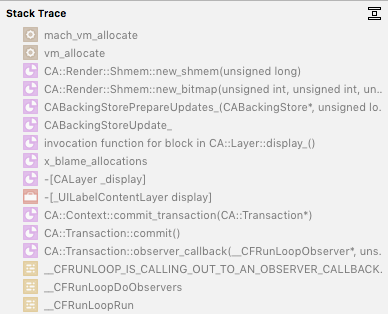 Stack Trace
mach_vm_allocate
vm_allocate
CA::Render::Shmem::new_shmem(unsigned long)
CA::Render::Shmem::new_bitmap(unsigned int, unsigned int, un...
CABackingStorePrepareUpdates_(CABackingStore*, unsigned lo...
CABackingStoreUpdate_
invocation function for block in CA::Layer::display_()
x_blame_allocations
-[CALayer _display]
-[_UILabelContentLayer display]
CA::Context::commit_transaction(CA::Transaction*)
CA::Transaction::commit()
CA::Transaction::observer_callback(__CFRunLoopObserver*, uns...
__CFRUNLOOP_IS_CALLING_OUT_TO_AN_OBSERVER_CALLBACK...
__CFRunLoopDoObservers
__CFRunLoopRun